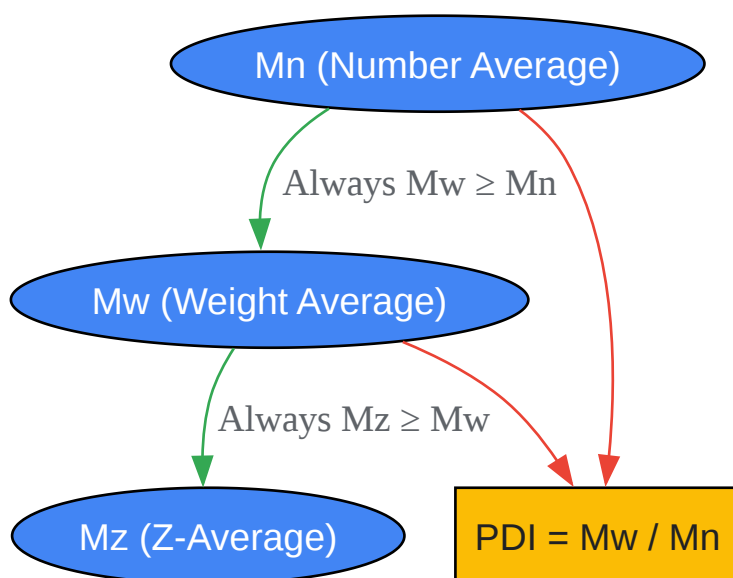 Mn (Number Average)
Always Mw ≥ Mn
Mw (Weight Average)
Always Mz ≥ Mw
Mz (Z-Average)
PDI = Mw / Mn